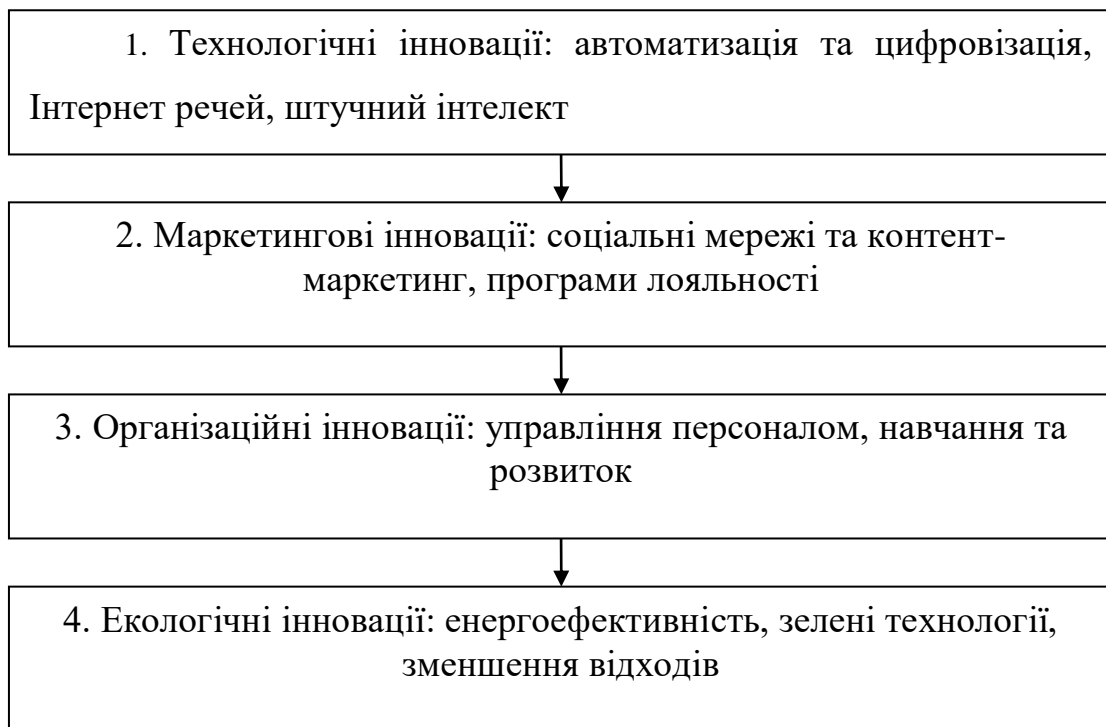 1. Технологічні інновації: автоматизація та цифровізація,
Інтернет речей, штучний інтелект
2. Маркетингові інновації: соціальні мережі та контент-
маркетинг, програми лояльності
3. Організаційні інновації: управління персоналом, навчання та
розвиток
4. Екологічні інновації: енергоефективність, зелені технології,
зменшення відходів